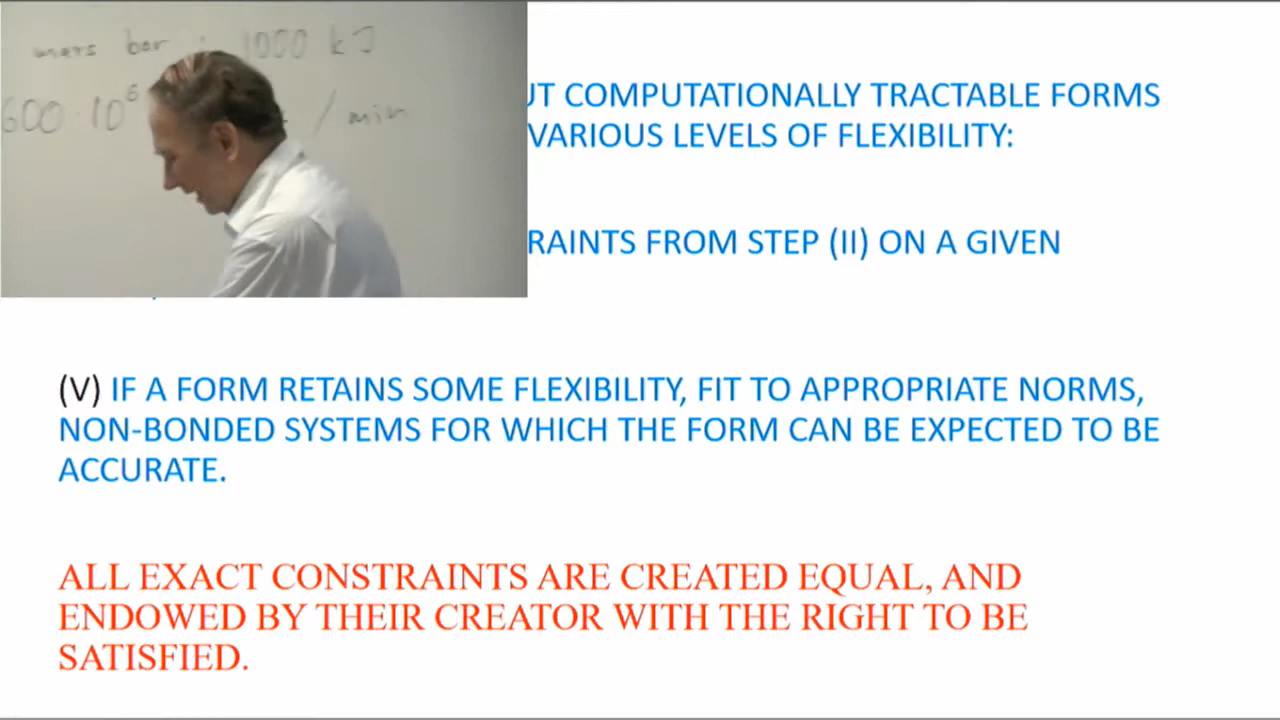 mars bar : 1000 kJ
600 · 10⁶ / min
UT COMPUTATIONALLY TRACTABLE FORMS
VARIOUS LEVELS OF FLEXIBILITY:
RAINTS FROM STEP (II) ON A GIVEN
(V) IF A FORM RETAINS SOME FLEXIBILITY, FIT TO APPROPRIATE NORMS,
NON-BONDED SYSTEMS FOR WHICH THE FORM CAN BE EXPECTED TO BE
ACCURATE.
ALL EXACT CONSTRAINTS ARE CREATED EQUAL, AND
ENDOWED BY THEIR CREATOR WITH THE RIGHT TO BE
SATISFIED.